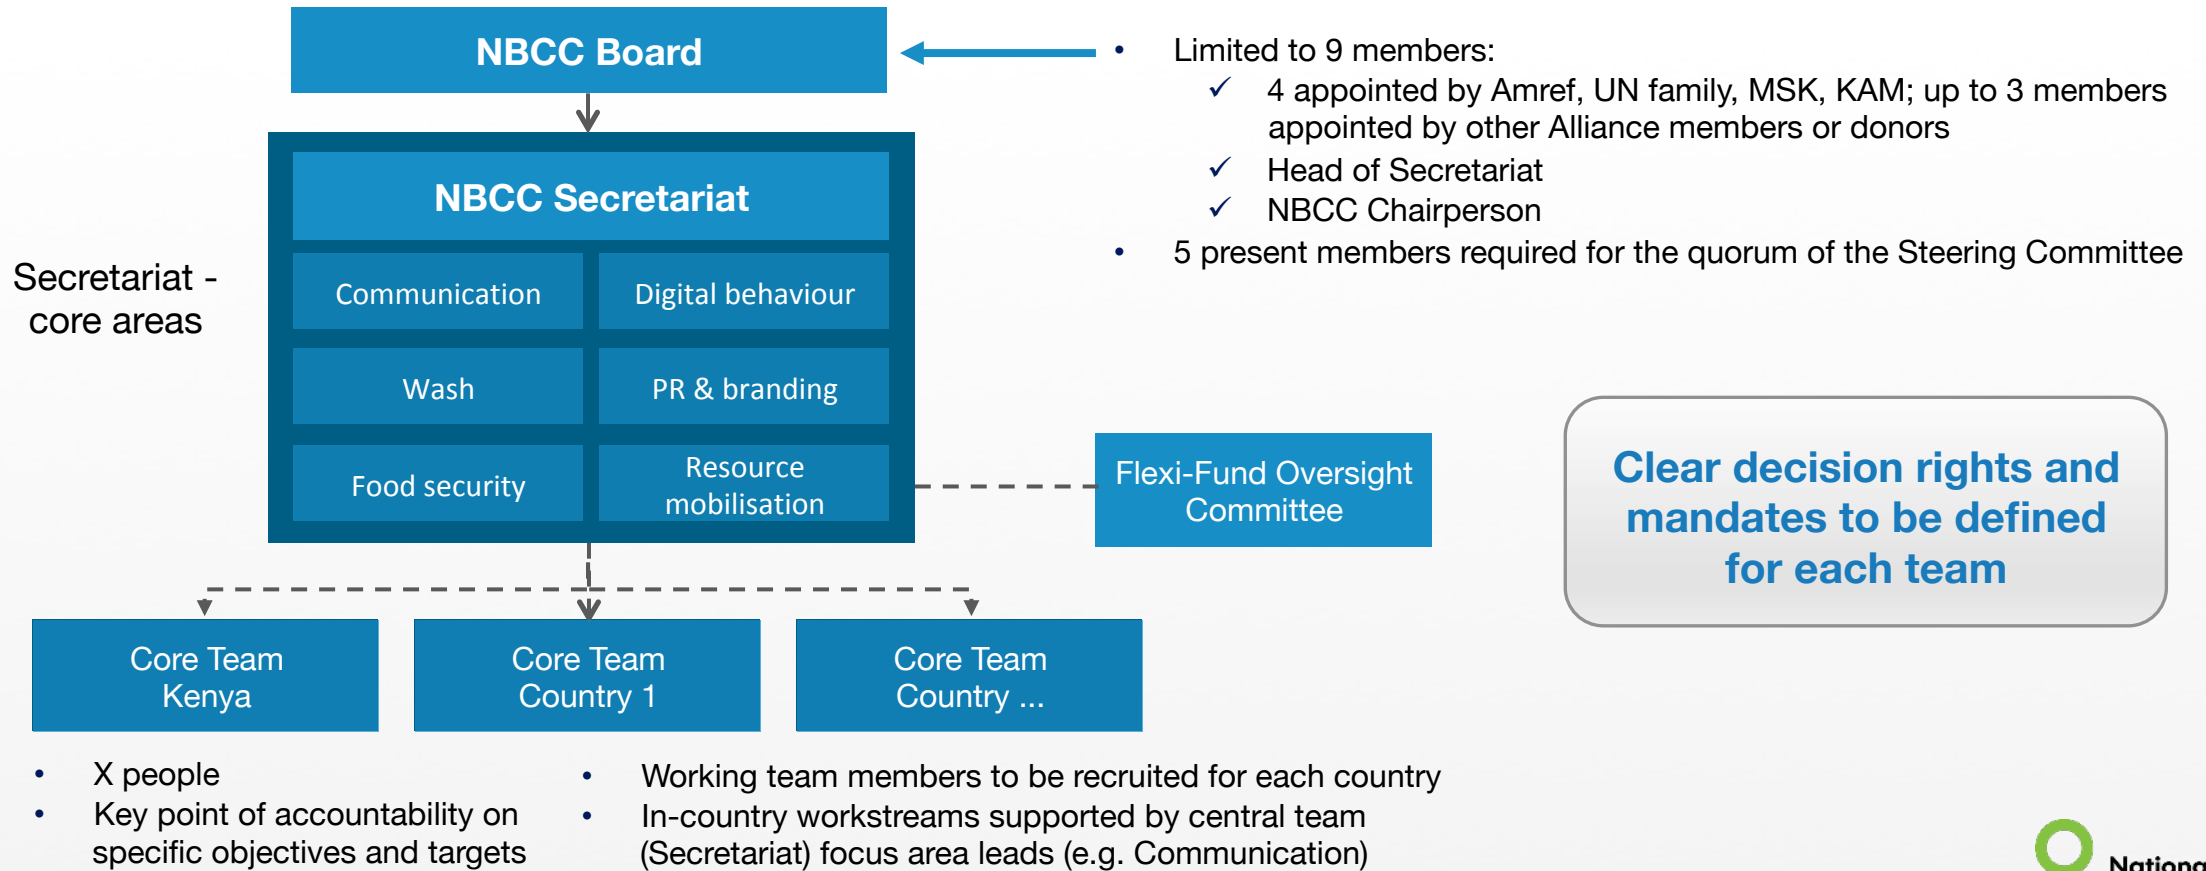 NBCC Board
• Limited to 9 members:
✓ 4 appointed by Amref, UN family, MSK, KAM; up to 3 members
appointed by other Alliance members or donors
✓ Head of Secretariat
✓ NBCC Chairperson
• 5 present members required for the quorum of the Steering Committee
NBCC Secretariat
Secretariat -
core areas
Communication
Digital behaviour
Wash
PR & branding
Food security
Resource
mobilisation
Flexi-Fund Oversight
Committee
Clear decision rights and
mandates to be defined
for each team
Core Team
Kenya
Core Team
Country 1
Core Team
Country ...
• X people
• Key point of accountability on
specific objectives and targets
• Working team members to be recruited for each country
• In-country workstreams supported by central team
(Secretariat) focus area leads (e.g. Communication)